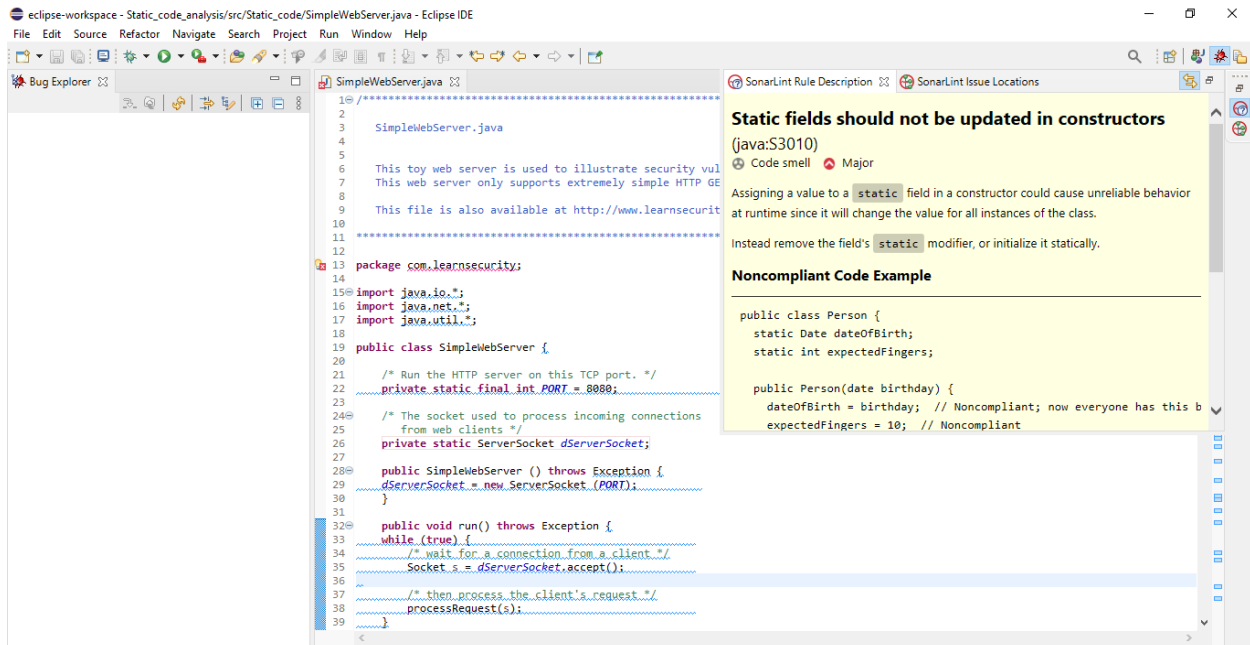 eclipse-workspace - Static_code_analysis/src/Static_code/SimpleWebServer.java - Eclipse IDE
File Edit Source Refactor Navigate Search Project Run Window Help
Bug Explorer
SimpleWebServer.java
1 /*******************************************************
2
3 SimpleWebServer.java
4
5
6 This toy web server is used to illustrate security vul
7 This web server only supports extremely simple HTTP GE
8
9 This file is also available at http://www.learnsecurit
10
11 *******************************************************
12
13 package com.learnsecurity;
14
15 import java.io.*;
16 import java.net.*;
17 import java.util.*;
18
19 public class SimpleWebServer {
20
21 /* Run the HTTP server on this TCP port. */
22 private static final int PORT = 8080;
23
24 /* The socket used to process incoming connections
25 from web clients */
26 private static ServerSocket dServerSocket;
27
28 public SimpleWebServer () throws Exception {
29 dServerSocket = new ServerSocket (PORT);
30 }
31
32 public void run() throws Exception {
33 while (true) {
34 /* wait for a connection from a client */
35 Socket s = dServerSocket.accept();
36
37 /* then process the client's request */
38 processRequest(s);
39 }
SonarLint Rule Description SonarLint Issue Locations
Static fields should not be updated in constructors
(java:S3010)
Code smell Major
Assigning a value to a static field in a constructor could cause unreliable behavior
at runtime since it will change the value for all instances of the class.
Instead remove the field's static modifier, or initialize it statically.
Noncompliant Code Example
public class Person {
static Date dateOfBirth;
static int expectedFingers;
public Person(date birthday) {
dateOfBirth = birthday; // Noncompliant; now everyone has this b
expectedFingers = 10; // Noncompliant